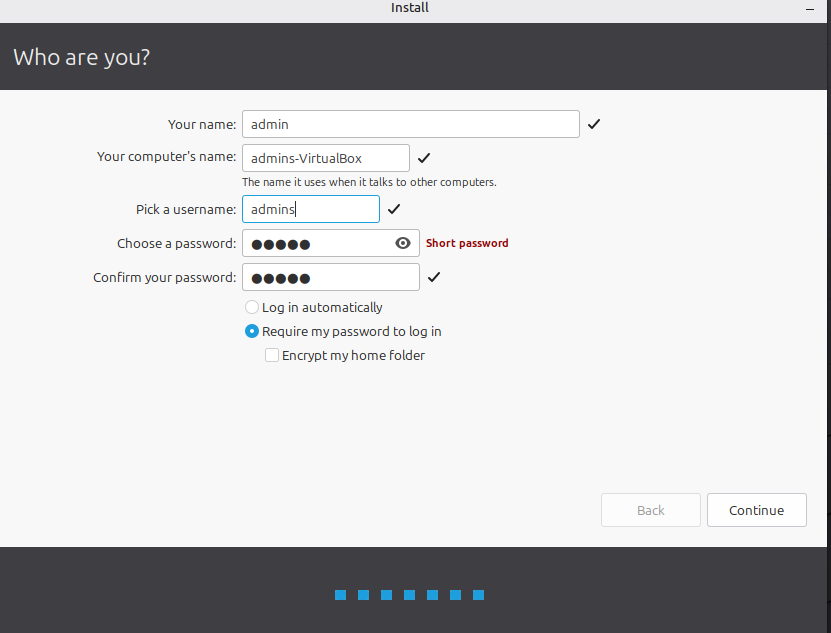 Install
Who are you?
Your name: admin
Your computer's name: admins-VirtualBox
The name it uses when it talks to other computers.
Pick a username: admins
Choose a password: ●●●●● Short password
Confirm your password: ●●●●●
Log in automatically
Require my password to log in
Encrypt my home folder
Back Continue